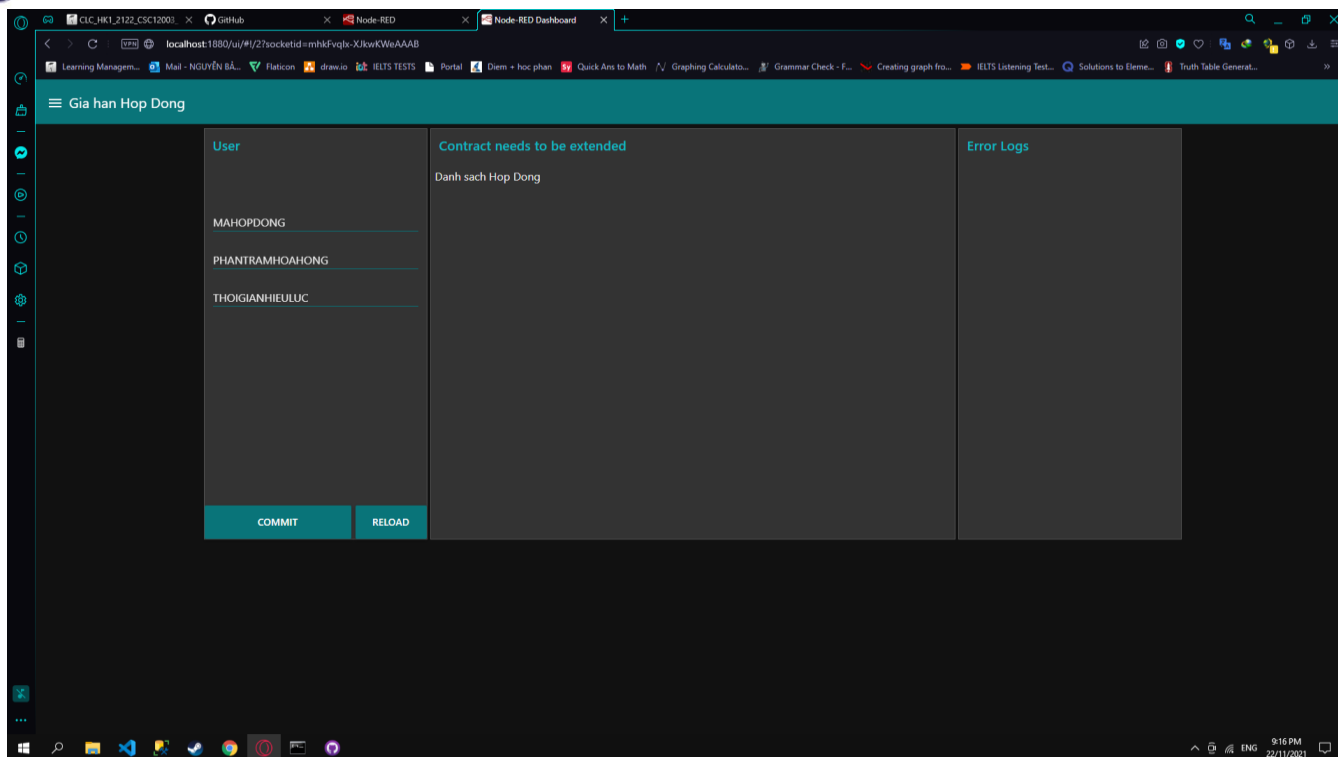 CLC_HK1_2122_CSC12003_
GitHub
Node-RED
Node-RED Dashboard
VPN
localhost:1880/ui/#!/2?socketid=mhkFvqlx-XJkwKWeAAAB
Learning Managem...
Mail - NGUYỄN BẢ...
Flaticon
draw.io
IELTS TESTS
Portal
Diem + hoc phan
Sy Quick Ans to Math
Graphing Calculato...
Grammar Check - F...
Creating graph fro...
IELTS Listening Test...
Solutions to Eleme...
Truth Table Generat...
Gia han Hop Dong
User
MAHOPDONG
PHANTRAMHOAHONG
THOIGIANHIEULUC
COMMIT
RELOAD
Contract needs to be extended
Danh sach Hop Dong
Error Logs
ENG
9:16 PM
22/11/2021